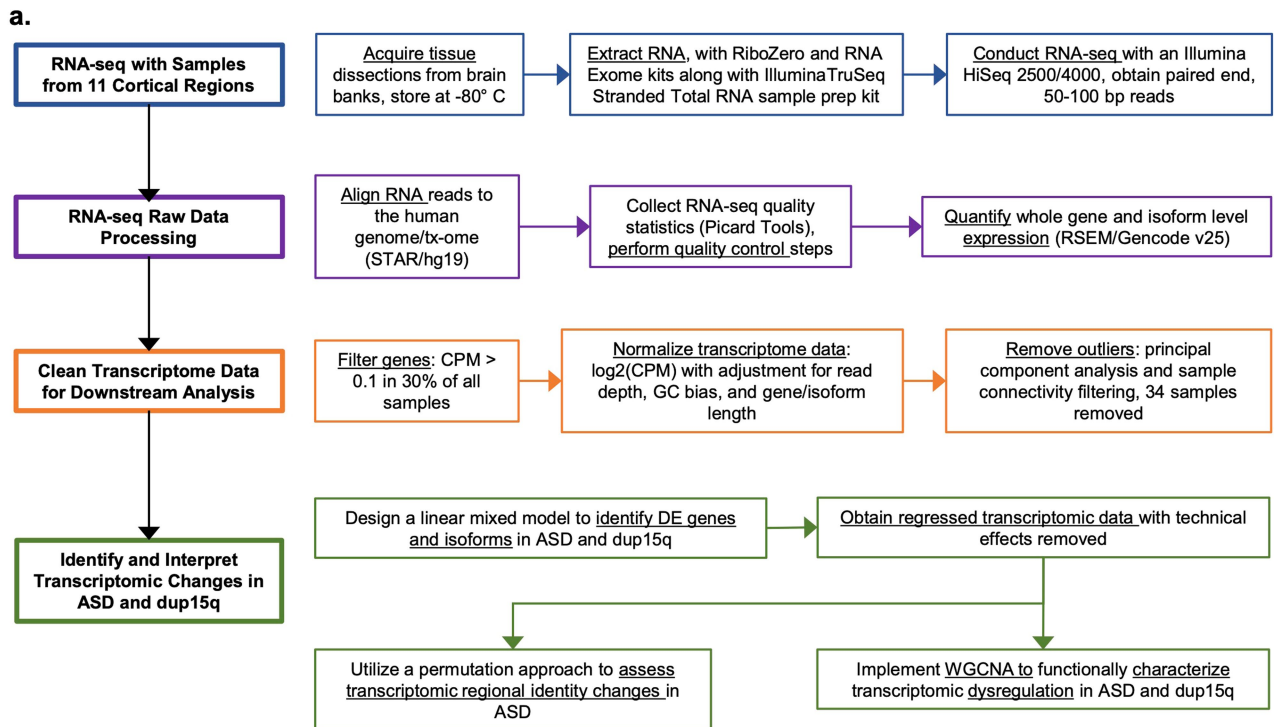 a.
RNA-seq with Samples
from 11 Cortical Regions
Acquire tissue
dissections from brain
banks, store at -80° C
Extract RNA, with RiboZero and RNA
Exome kits along with IlluminaTruSeq
Stranded Total RNA sample prep kit
Conduct RNA-seq with an Illumina
HiSeq 2500/4000, obtain paired end,
50-100 bp reads
RNA-seq Raw Data
Processing
Align RNA reads to
the human
genome/tx-ome
(STAR/hg19)
Collect RNA-seq quality
statistics (Picard Tools),
perform quality control steps
Quantify whole gene and isoform level
expression (RSEM/Gencode v25)
Clean Transcriptome Data
for Downstream Analysis
Filter genes: CPM >
0.1 in 30% of all
samples
Normalize transcriptome data:
log2(CPM) with adjustment for read
depth, GC bias, and gene/isoform
length
Remove outliers: principal
component analysis and sample
connectivity filtering, 34 samples
removed
Identify and Interpret
Transcriptomic Changes in
ASD and dup15q
Design a linear mixed model to identify DE genes
and isoforms in ASD and dup15q
Obtain regressed transcriptomic data with technical
effects removed
Utilize a permutation approach to assess
transcriptomic regional identity changes in
ASD
Implement WGCNA to functionally characterize
transcriptomic dysregulation in ASD and dup15q